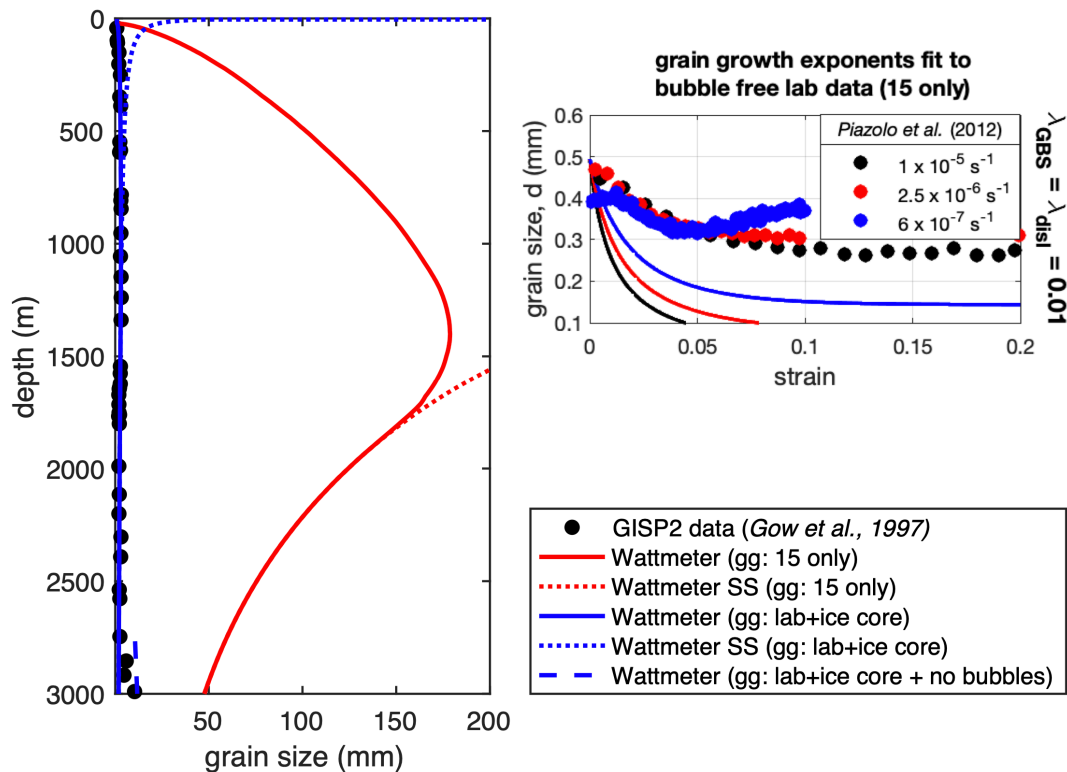 0
500
1000
1500
2000
2500
3000
depth (m)
50
100
150
200
grain size (mm)
grain growth exponents fit to
bubble free lab data (15 only)
0.6
0.5
0.4
0.3
0.2
0.1
grain size, d (mm)
Piazolo et al. (2012)
1 x 10⁻⁵ s⁻¹
2.5 x 10⁻⁶ s⁻¹
6 x 10⁻⁷ s⁻¹
0
0.05
0.1
0.15
0.2
strain
λGBS = λdisl = 0.01
GISP2 data (Gow et al., 1997)
Wattmeter (gg: 15 only)
Wattmeter SS (gg: 15 only)
Wattmeter (gg: lab+ice core)
Wattmeter SS (gg: lab+ice core)
Wattmeter (gg: lab+ice core + no bubbles)